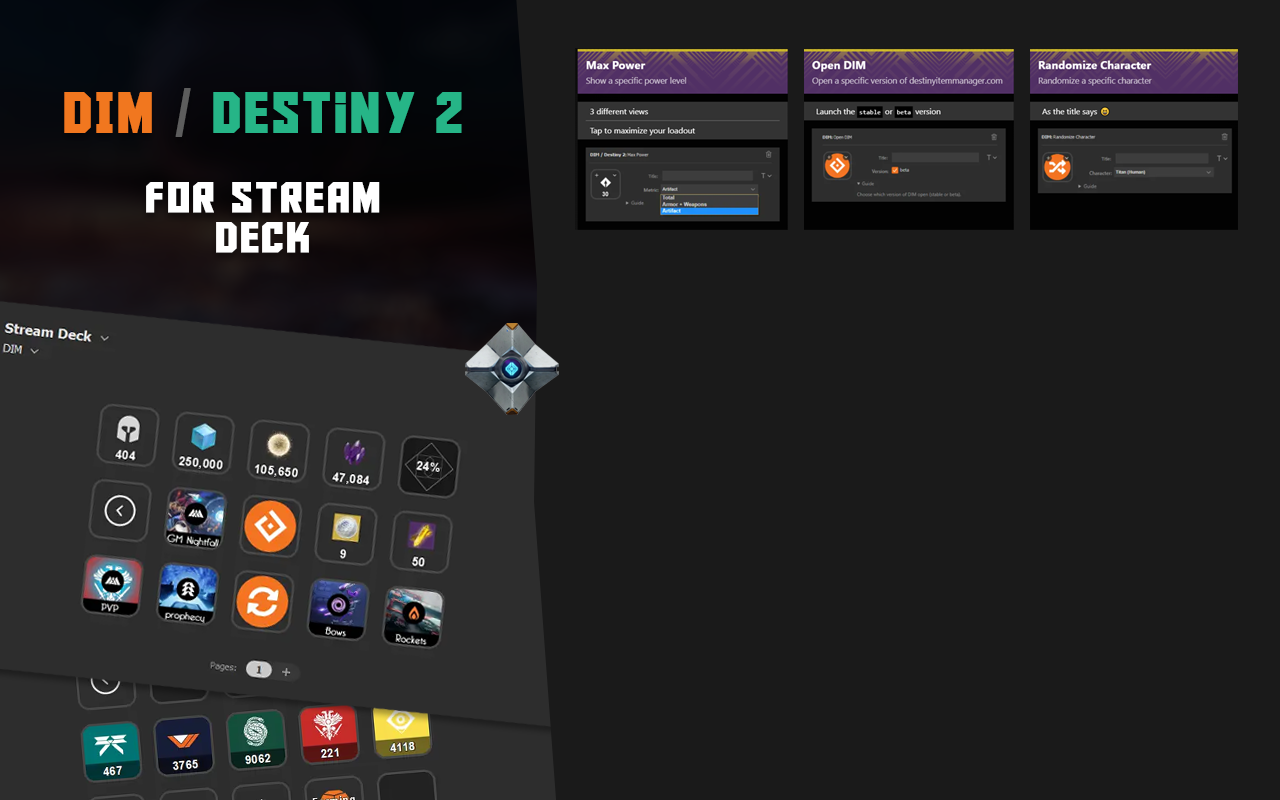 DIM / DESTINY 2
FOR STREAM
DECK
Stream Deck
DIM
404
250,000
105,650
47,084
24%
GM Nightfall
9
50
PVP
prophecy
Bows
Rockets
Pages:
1
+
467
3765
9062
221
4118
Max Power
Show a specific power level
3 different views
Tap to maximize your loadout
DIM / Destiny 2: Max Power
Title:
T
30
Metric:
Artifact
Total
Armor + Weapons
Artifact
Guide
Open DIM
Open a specific version of destinyitemmanager.com
Launch the stable or beta version
DIM: Open DIM
Title:
T
Version:
beta
Guide
Choose which version of DIM open (stable or beta).
Randomize Character
Randomize a specific character
As the title says 😉
DIM: Randomize Character
Title:
T
Character:
Titan (Human)
Guide